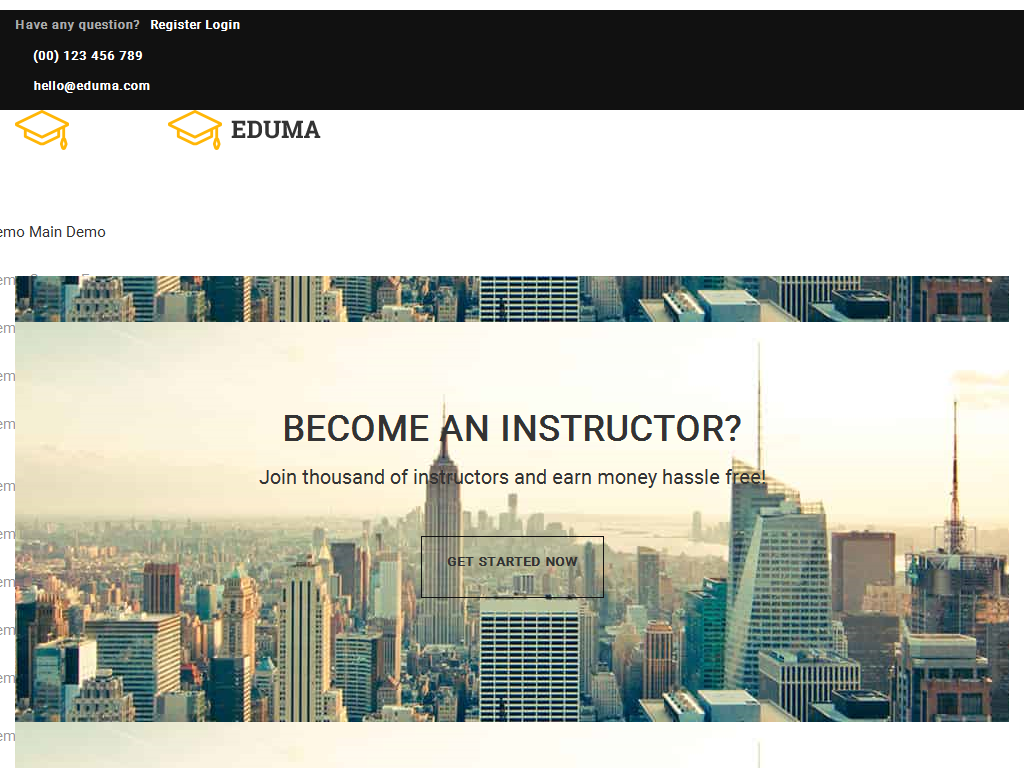 Have any question? Register Login
(00) 123 456 789
hello@eduma.com
EDUMA
emo Main Demo
em
em
em
em
BECOME AN INSTRUCTOR?
Join thousand of instructors and earn money hassle free!
em
em
GET STARTED NOW
em
em
em
em